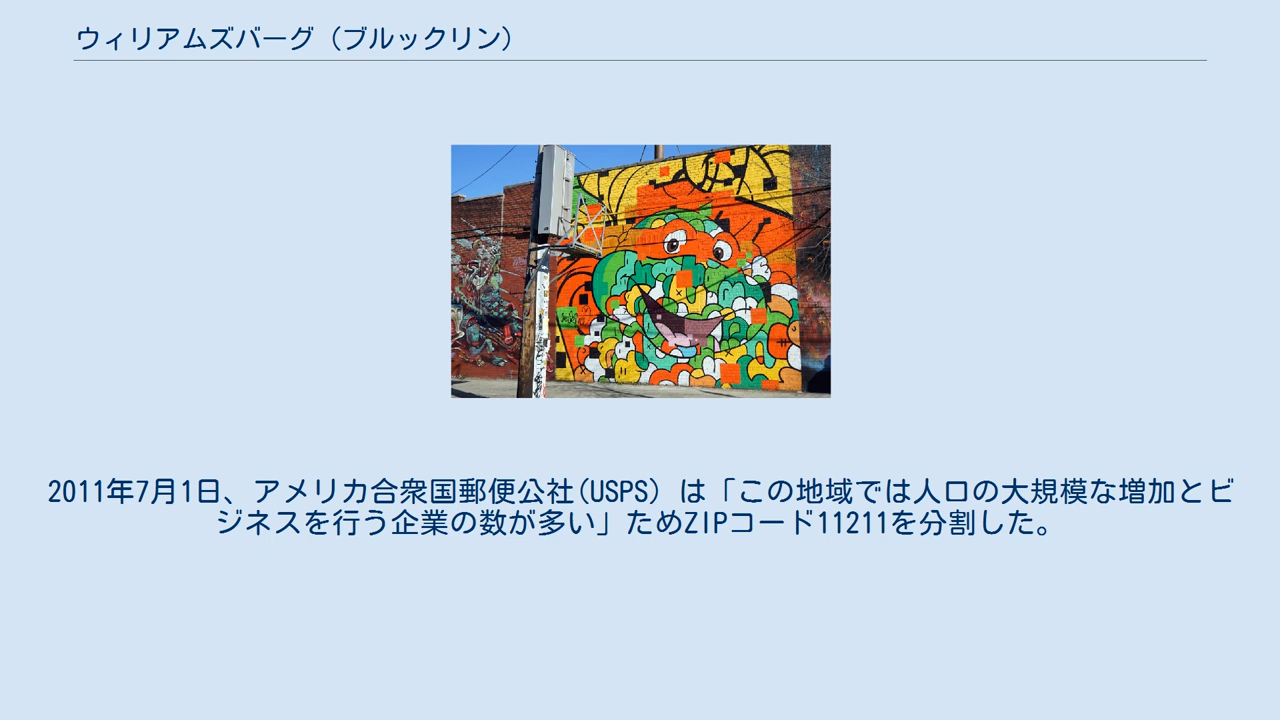 ウィリアムズバーグ（ブルックリン）
2011年7月1日、アメリカ合衆国郵便公社(USPS) は「この地域では人口の大規模な増加とビ
ジネスを行う企業の数が多い」ためZIPコード11211を分割した。